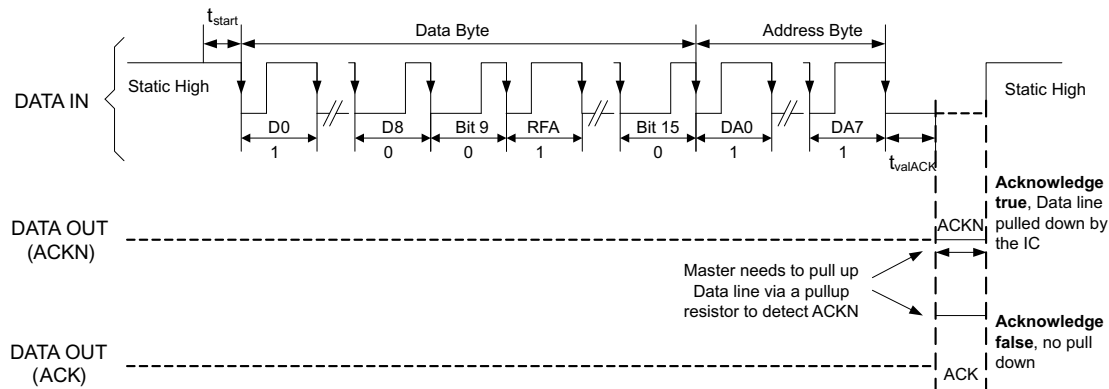 tstart
Data Byte
Address Byte
DATA IN
Static High
Static High
D0
D8
Bit 9
RFA
Bit 15
DA0
DA7
1
0
0
1
0
1
1
tvalACK
Acknowledge
true, Data line
pulled down by
the IC
DATA OUT
(ACKN)
ACKN
Master needs to pull up
Data line via a pullup
resistor to detect ACKN
Acknowledge
false, no pull
down
DATA OUT
(ACK)
ACK